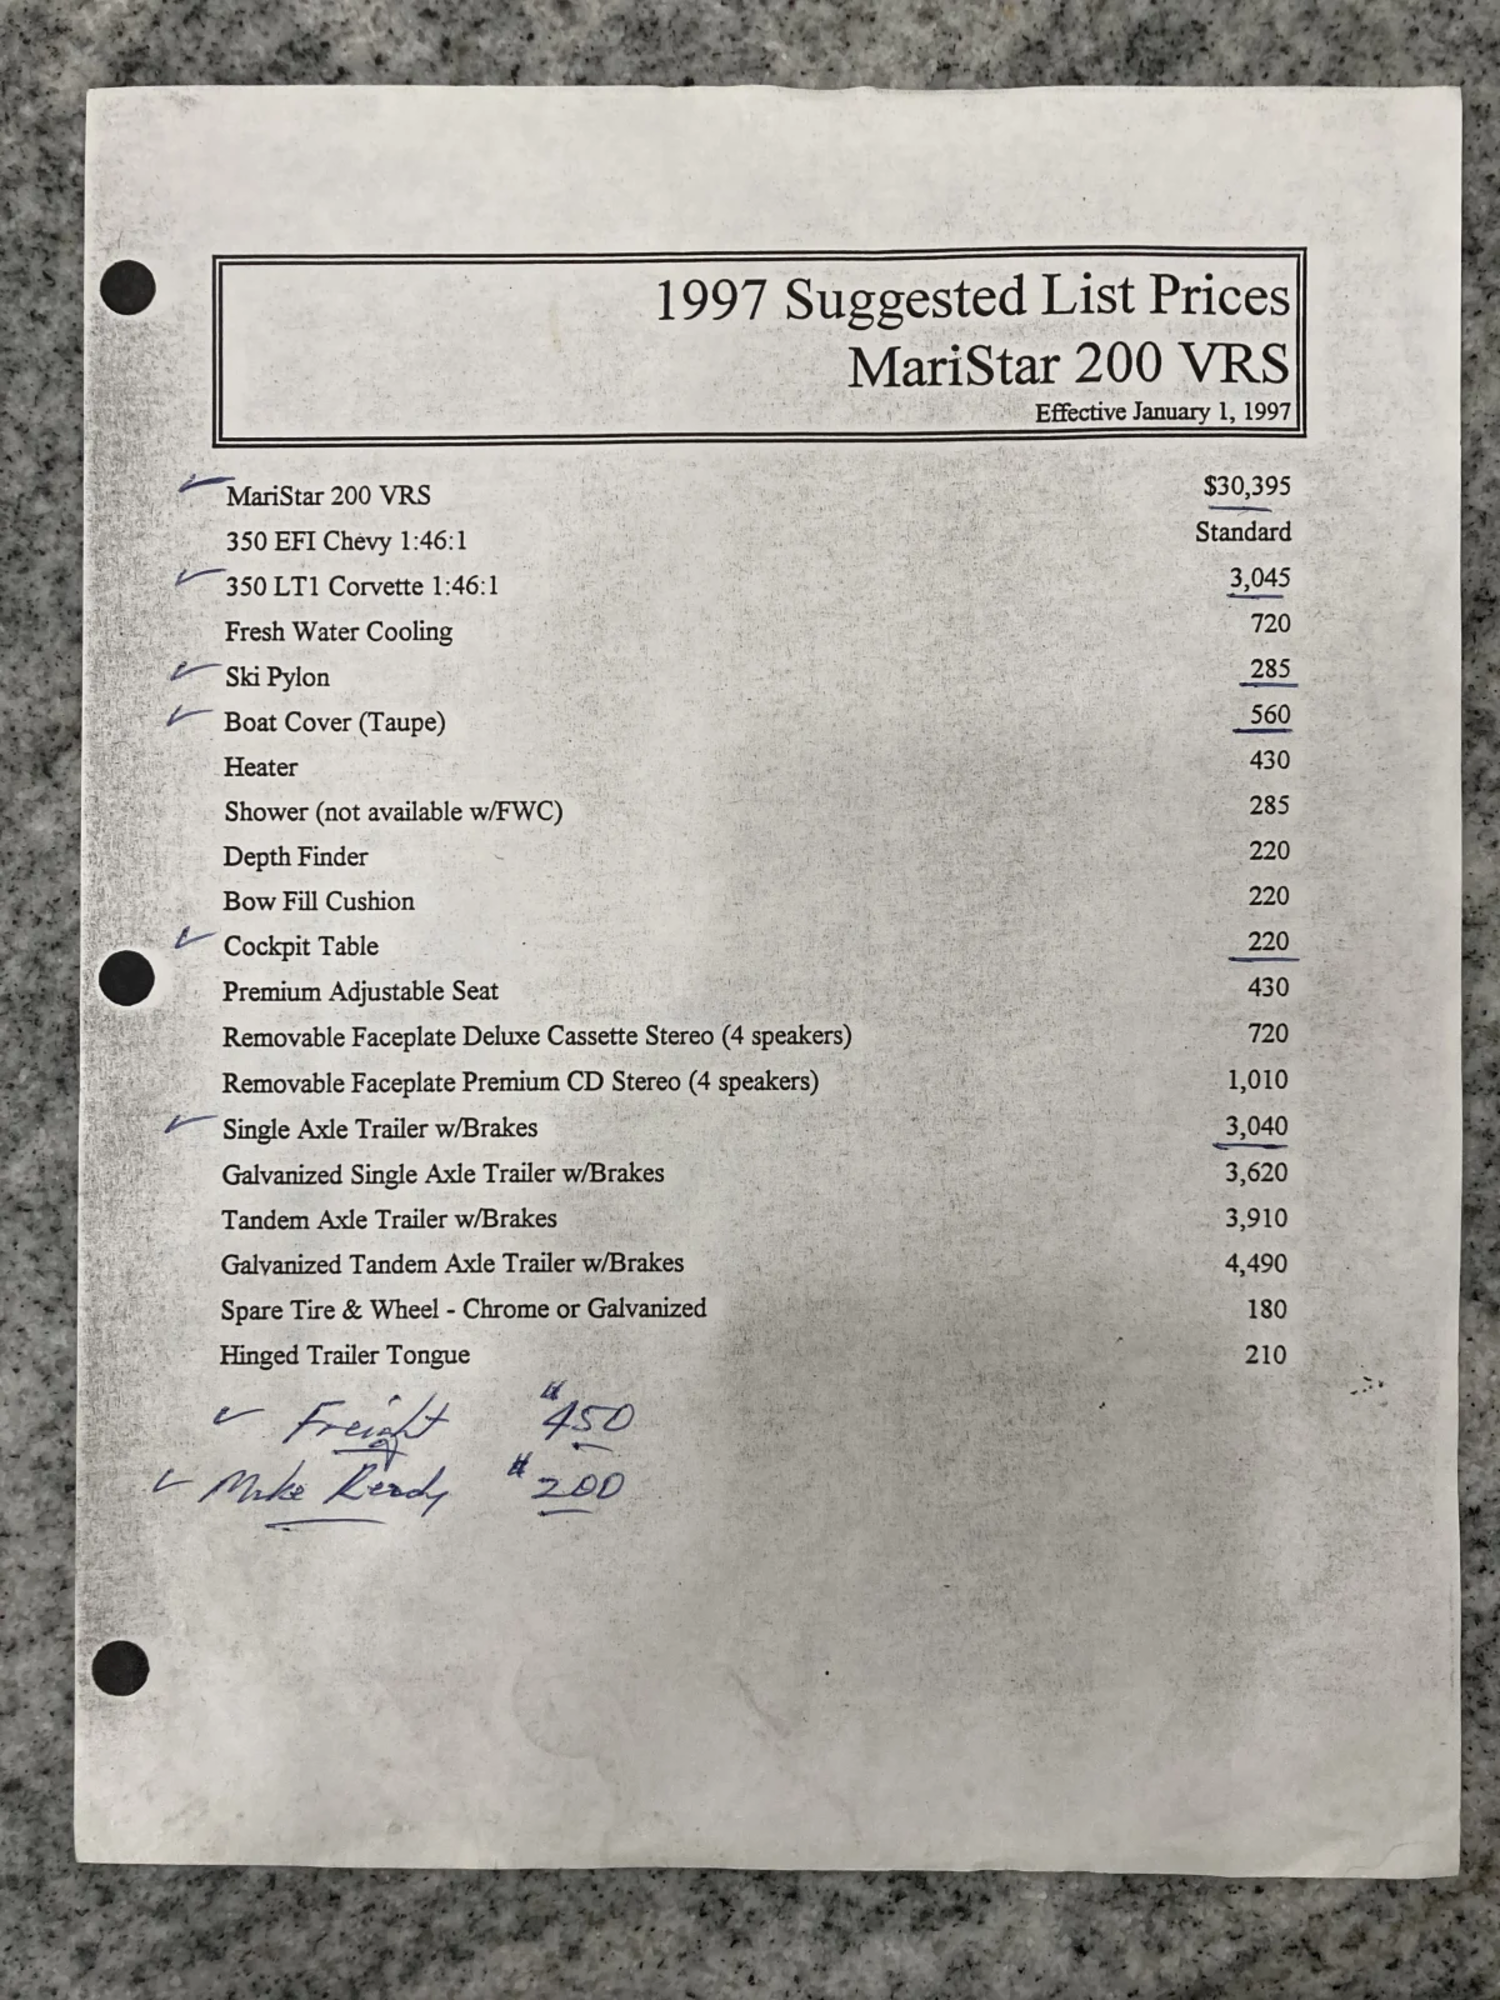 1997 Suggested List Prices
MariStar 200 VRS
Effective January 1, 1997
MariStar 200 VRS $30,395
350 EFI Chevy 1:46:1 Standard
350 LT1 Corvette 1:46:1 3,045
Fresh Water Cooling 720
Ski Pylon 285
Boat Cover (Taupe) 560
Heater 430
Shower (not available w/FWC) 285
Depth Finder 220
Bow Fill Cushion 220
Cockpit Table 220
Premium Adjustable Seat 430
Removable Faceplate Deluxe Cassette Stereo (4 speakers) 720
Removable Faceplate Premium CD Stereo (4 speakers) 1,010
Single Axle Trailer w/Brakes 3,040
Galvanized Single Axle Trailer w/Brakes 3,620
Tandem Axle Trailer w/Brakes 3,910
Galvanized Tandem Axle Trailer w/Brakes 4,490
Spare Tire & Wheel - Chrome or Galvanized 180
Hinged Trailer Tongue 210
Freight $450
Make Ready $200